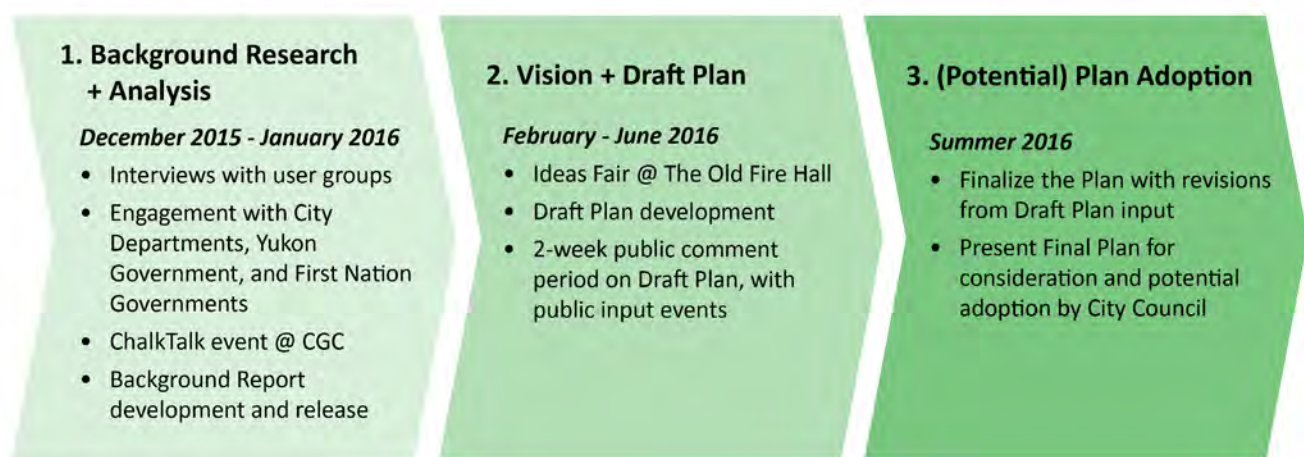 1. Background Research
+ Analysis
December 2015 - January 2016
• Interviews with user groups
• Engagement with City
Departments, Yukon
Government, and First Nation
Governments
• ChalkTalk event @ CGC
• Background Report
development and release
2. Vision + Draft Plan
February - June 2016
• Ideas Fair @ The Old Fire Hall
• Draft Plan development
• 2-week public comment
period on Draft Plan, with
public input events
3. (Potential) Plan Adoption
Summer 2016
• Finalize the Plan with revisions
from Draft Plan input
• Present Final Plan for
consideration and potential
adoption by City Council